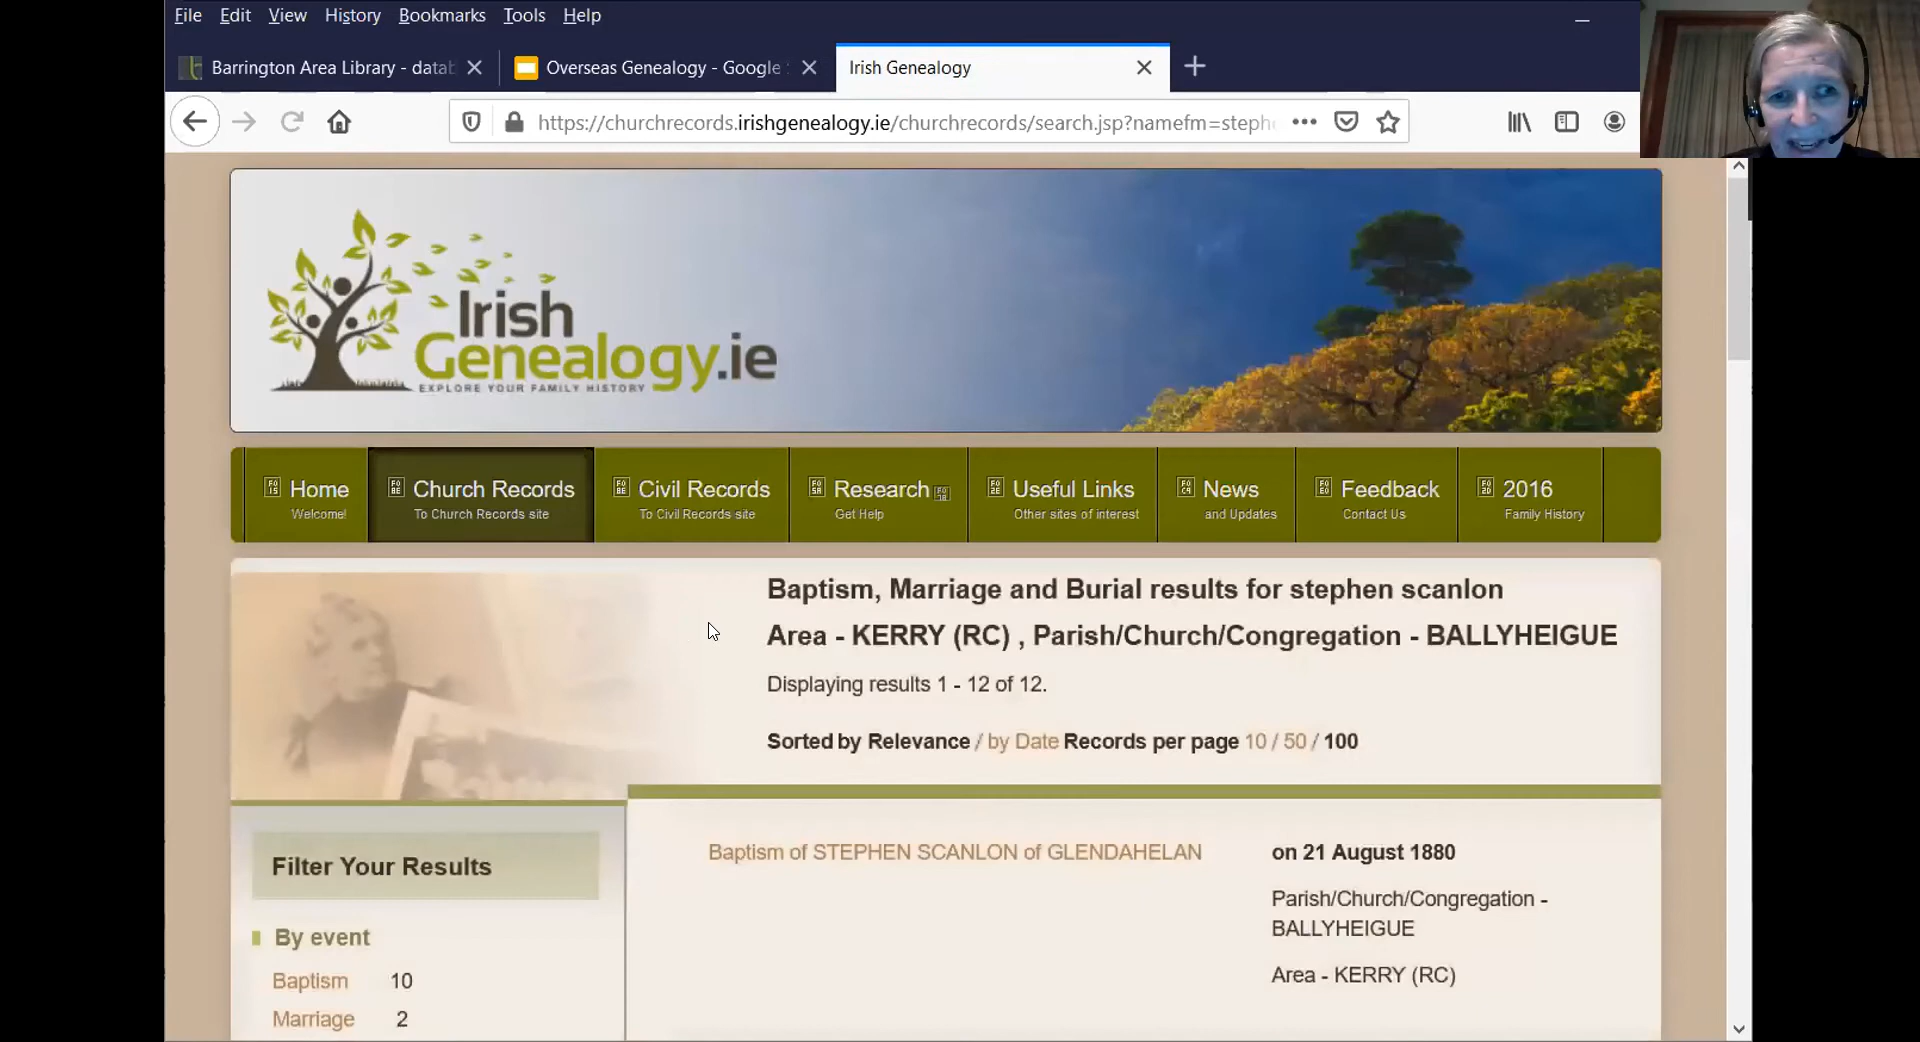 File Edit View History Bookmarks Tools Help
Barrington Area Library - datab
Overseas Genealogy - Google S
Irish Genealogy
https://churchrecords.irishgenealogy.ie/churchrecords/search.jsp?namefm=steph
Irish
Genealogy.ie
EXPLORE YOUR FAMILY HISTORY
Home
Welcome!
Church Records
To Church Records site
Civil Records
To Civil Records site
Research
Get Help
Useful Links
Other sites of interest
News
and Updates
Feedback
Contact Us
2016
Family History
Baptism, Marriage and Burial results for stephen scanlon
Area - KERRY (RC) , Parish/Church/Congregation - BALLYHEIGUE
Displaying results 1 - 12 of 12.
Sorted by Relevance / by Date Records per page 10 / 50 / 100
Filter Your Results
By event
Baptism 10
Marriage 2
Baptism of STEPHEN SCANLON of GLENDAHELAN
on 21 August 1880
Parish/Church/Congregation -
BALLYHEIGUE
Area - KERRY (RC)